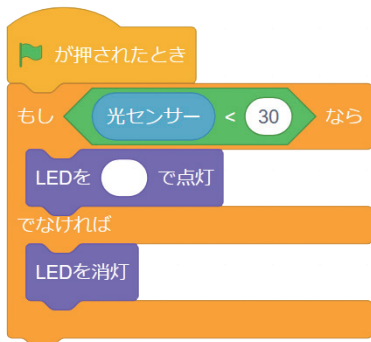 が押されたとき
もし 光センサー < 30 なら
LEDを で点灯
でなければ
LEDを消灯